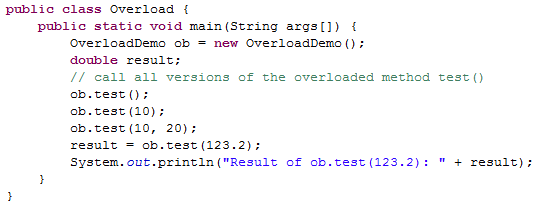 public class Overload {
    public static void main(String args[]) {
        OverloadDemo ob = new OverloadDemo();
        double result;
        // call all versions of the overloaded method test()
        ob.test();
        ob.test(10);
        ob.test(10, 20);
        result = ob.test(123.2);
        System.out.println("Result of ob.test(123.2): " + result);
    }
}